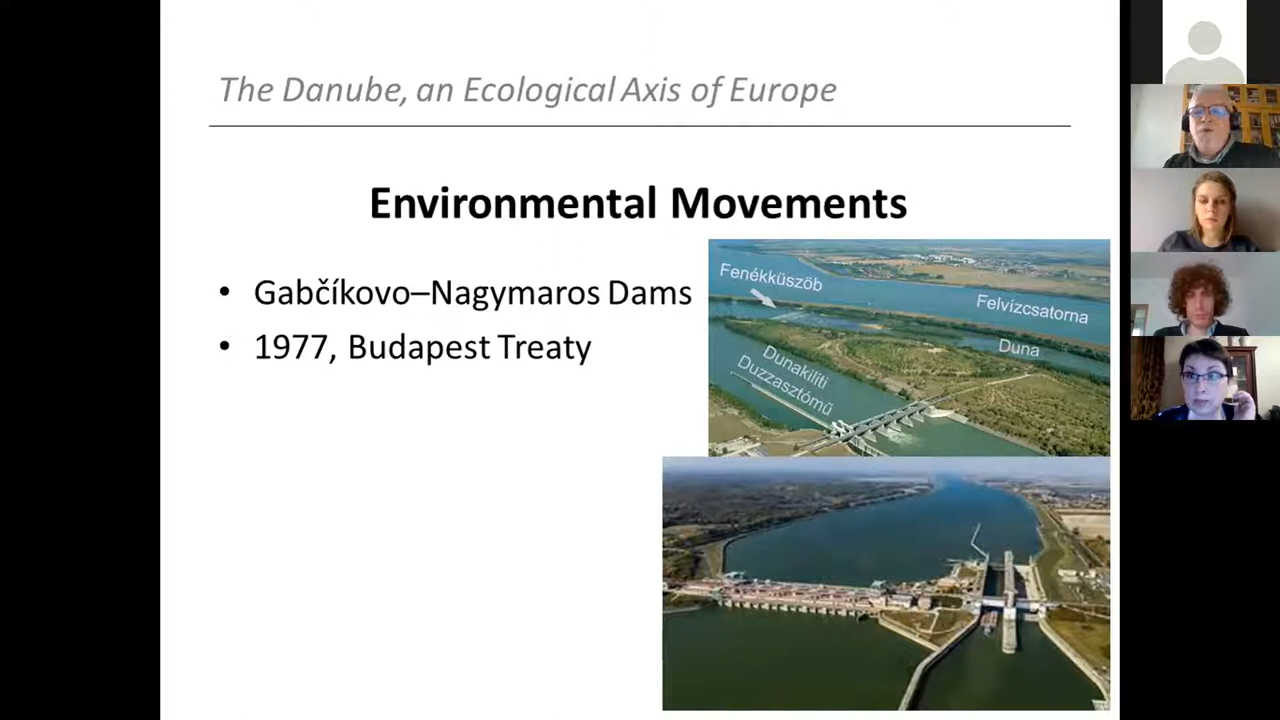 The Danube, an Ecological Axis of Europe
Environmental Movements
• Gabčíkovo–Nagymaros Dams
• 1977, Budapest Treaty
Fenékküszöb
Felvízcsatorna
Duna
Dunakiliti
Duzzasztómű